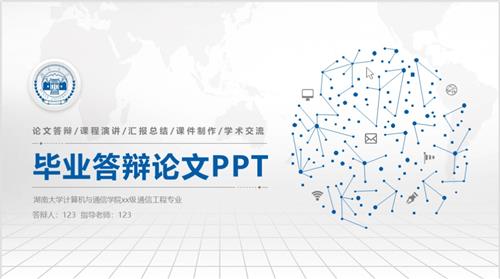 论文答辩/课程演讲/汇报总结/课件制作/学术交流
毕业答辩论文PPT
湖南大学计算机与通信学院xx级通信工程专业
答辩人：123  指导老师：123